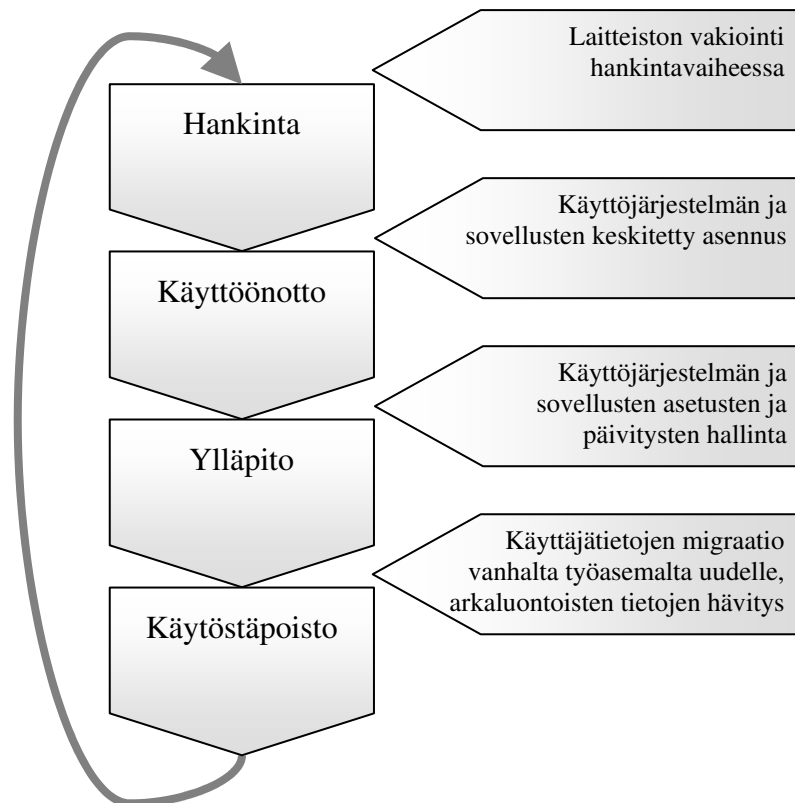 Laitteiston vakiointi
hankintavaiheessa
Hankinta
Käyttöjärjestelmän ja
sovellusten keskitetty asennus
Käyttöönotto
Käyttöjärjestelmän ja
sovellusten asetusten ja
päivitysten hallinta
Ylläpito
Käyttäjätietojen migraatio
vanhalta työasemalta uudelle,
arkaluontoisten tietojen hävitys
Käytöstäpoisto